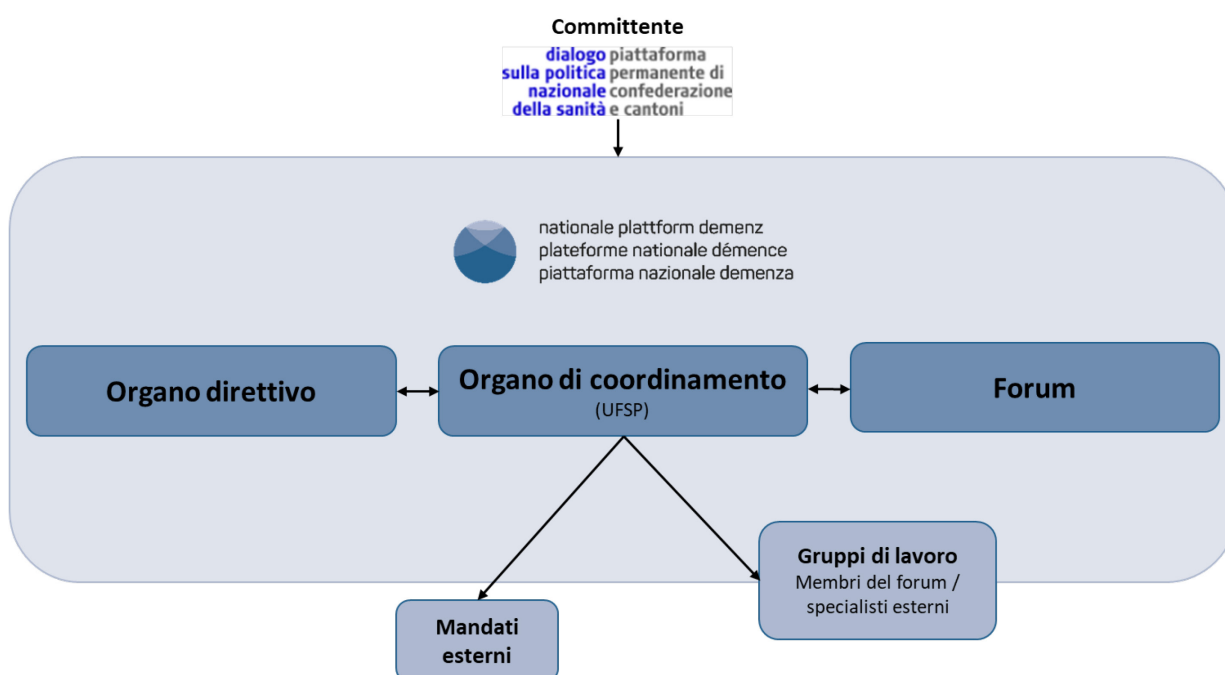 Committente
dialogo piattaforma
sulla politica permanente di
nazionale confederazione
della sanità e cantoni
nationale plattform demenz
plateforme nationale démence
piattaforma nazionale demenza
Organo direttivo
Organo di coordinamento
(UFSP)
Forum
Gruppi di lavoro
Membri del forum /
specialisti esterni
Mandati
esterni